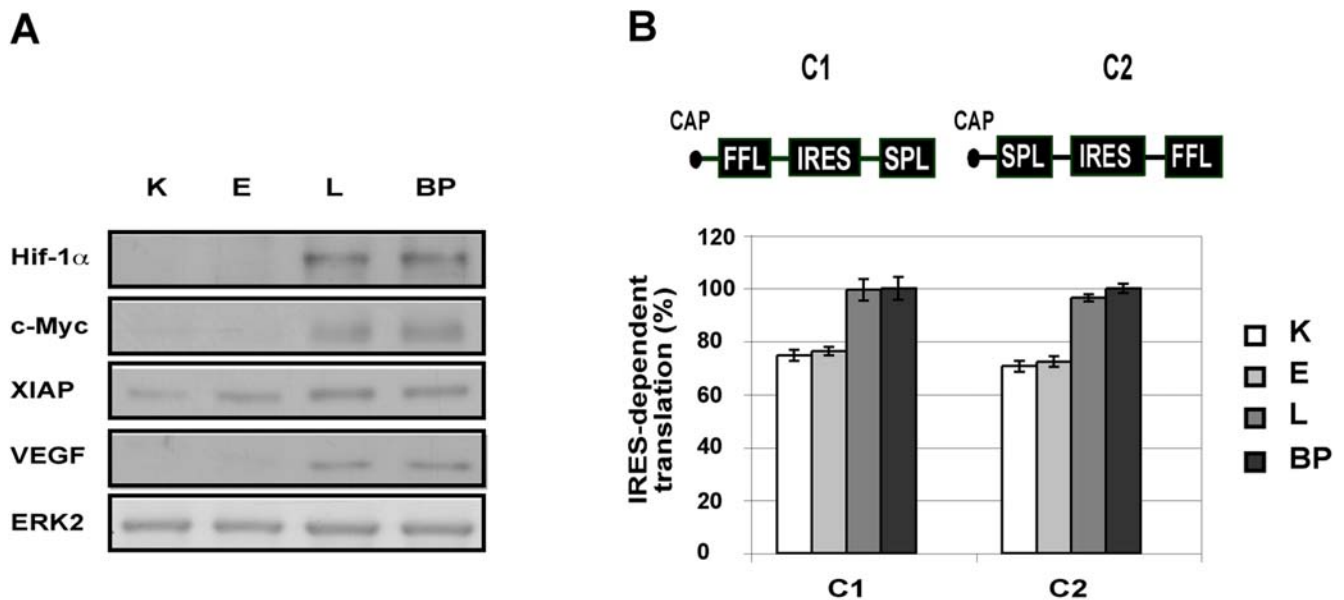 A
K E L BP
Hif-1α
c-Myc
XIAP
VEGF
ERK2
B
C1 C2
CAP CAP
FFL IRES SPL SPL IRES FFL
IRES-dependent
translation (%)
120
100
80
60
40
20
0
C1 C2
K
E
L
BP